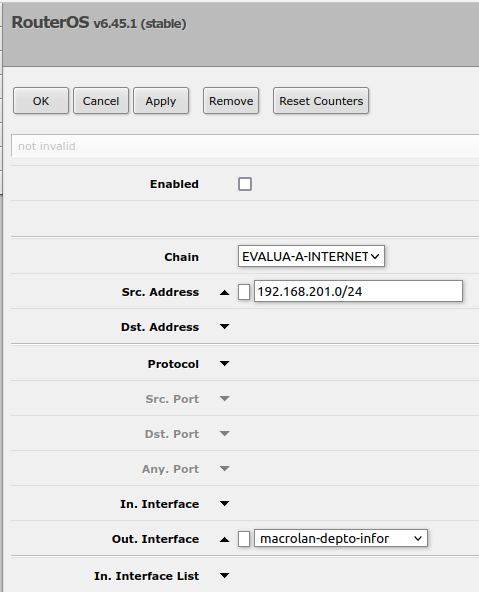 RouterOS v6.45.1 (stable)
OK Cancel Apply Remove Reset Counters
not invalid
Enabled
Chain EVALUA-A-INTERNET
Src. Address 192.168.201.0/24
Dst. Address
Protocol
Src. Port
Dst. Port
Any. Port
In. Interface
Out. Interface macrolan-depto-infor
In. Interface List